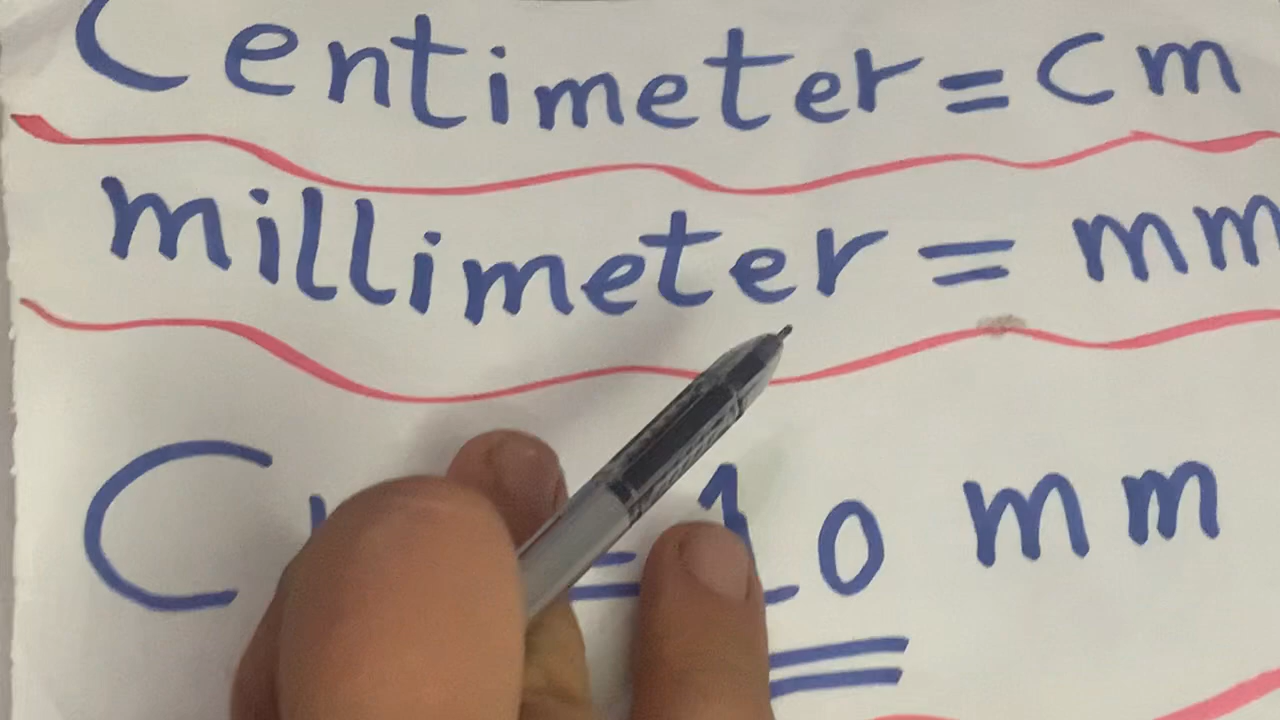 Centimeter = Cm
millimeter = mm
= 10 mm